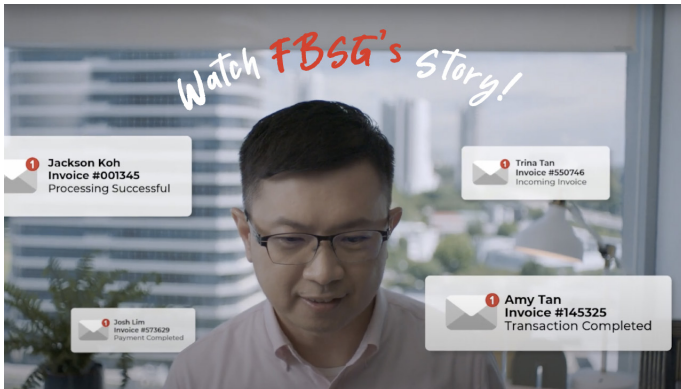 Watch FBSG's Story!
1
Jackson Koh
Invoice #001345
Processing Successful
1
Trina Tan
Invoice #550746
Incoming Invoice
1
Amy Tan
Invoice #145325
Transaction Completed
1
Josh Lim
Invoice #573629
Payment Completed